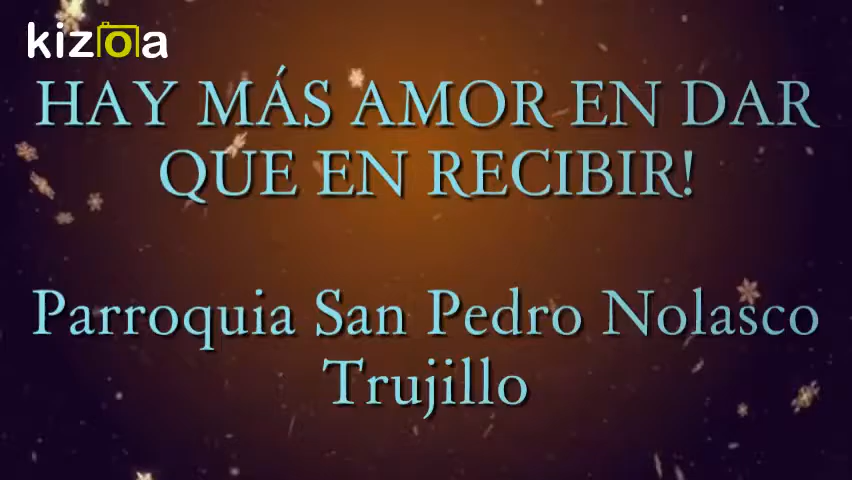 kizoa
HAY MÁS AMOR EN DAR
QUE EN RECIBIR!
Parroquia San Pedro Nolasco
Trujillo